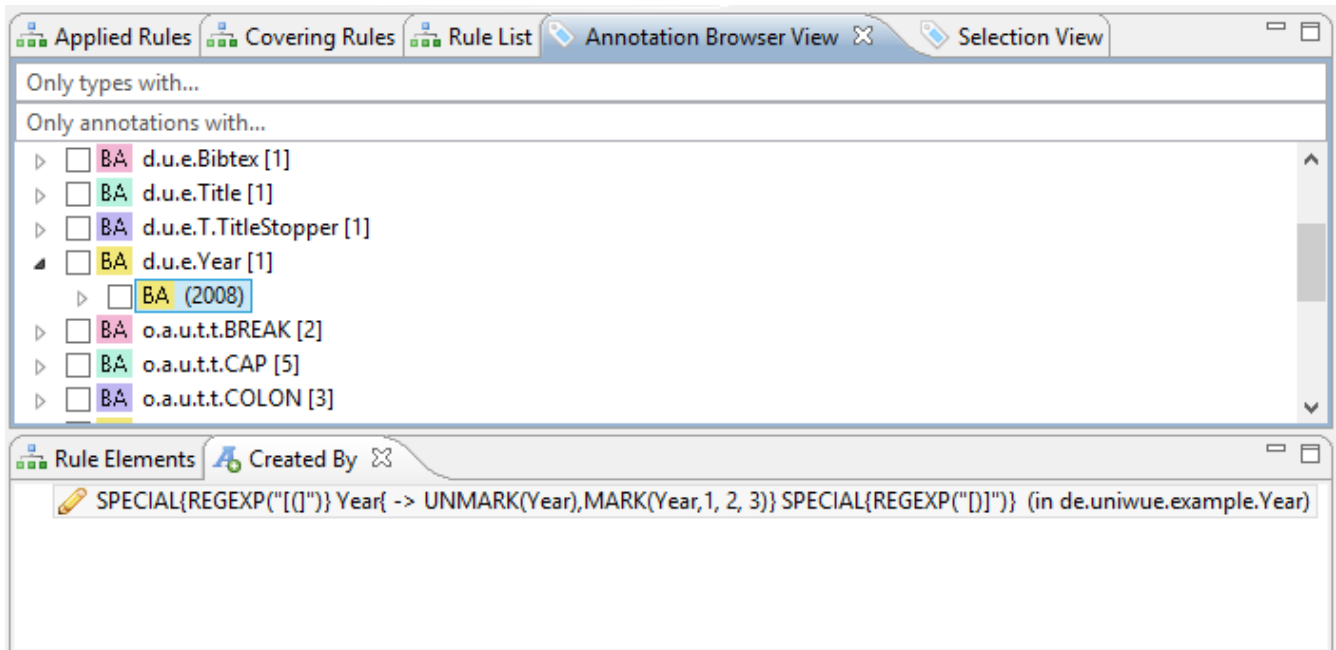 Applied Rules Covering Rules Rule List Annotation Browser View Selection View
Only types with...
Only annotations with...
BA d.u.e.Bibtex [1]
BA d.u.e.Title [1]
BA d.u.e.T.TitleStopper [1]
BA d.u.e.Year [1]
BA (2008)
BA o.a.u.t.t.BREAK [2]
BA o.a.u.t.t.CAP [5]
BA o.a.u.t.t.COLON [3]
Rule Elements Created By
SPECIAL{REGEXP("[(]")} Year{ -> UNMARK(Year),MARK(Year,1, 2, 3)} SPECIAL{REGEXP("[)]")} (in de.uniwue.example.Year)